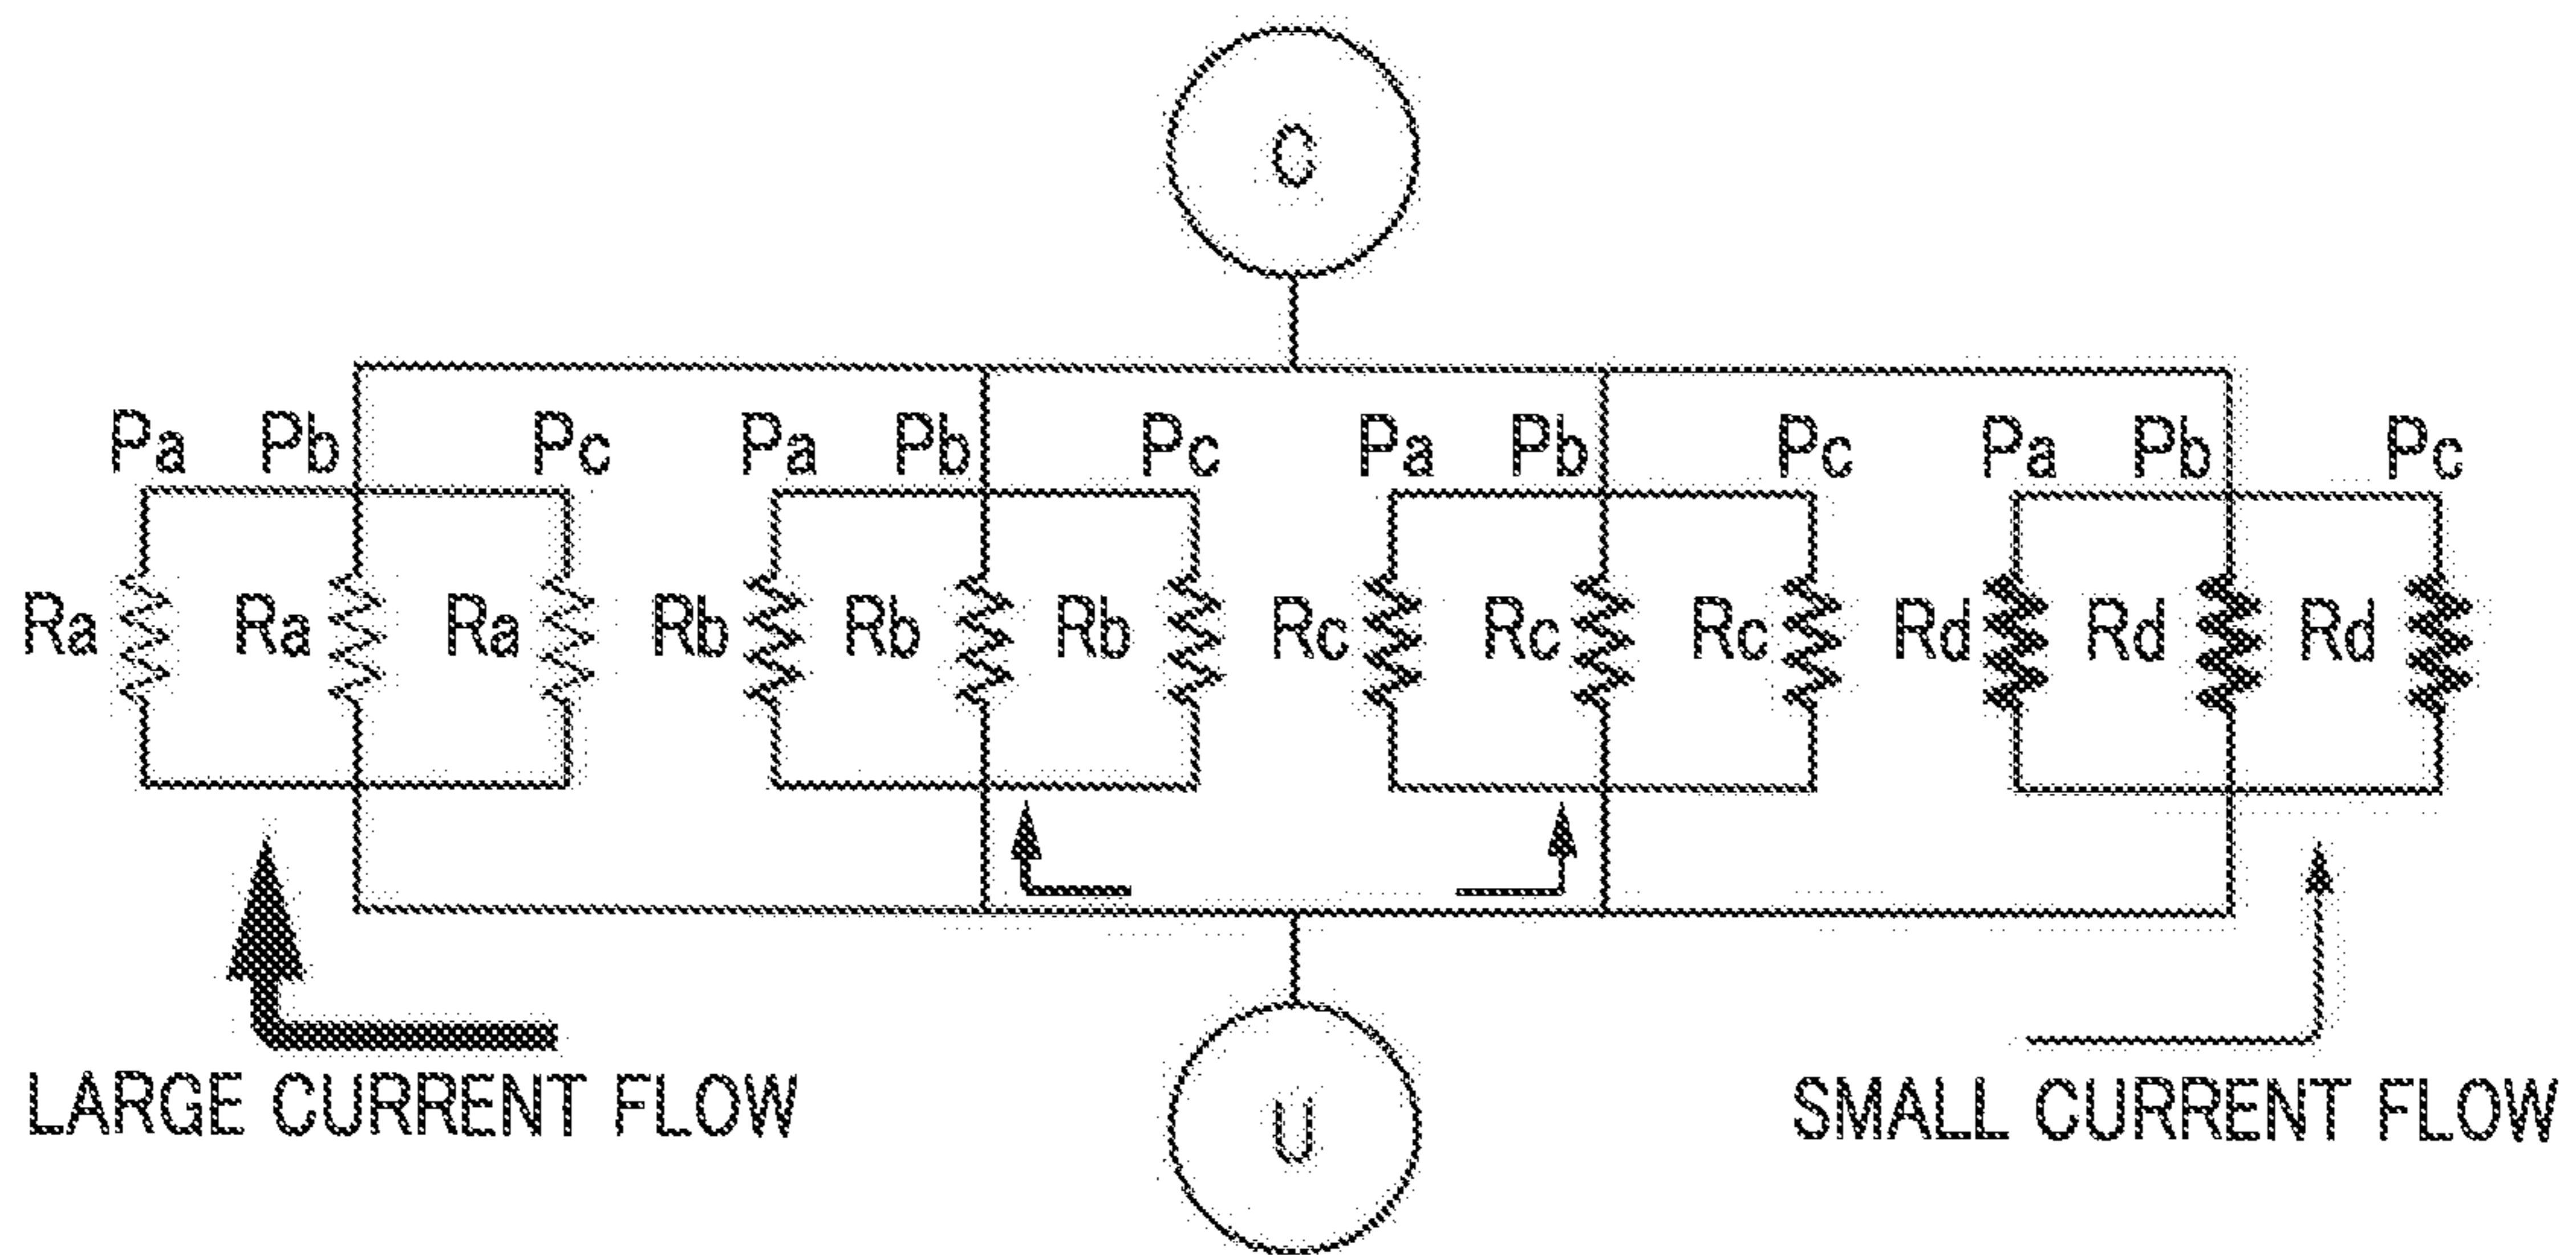 C
Pa Pb Pc Pa Pb Pc Pa Pb Pc Pa Pb Pc
Ra Ra Ra Rb Rb Rb Rc Rc Rc Rd Rd Rd
LARGE CURRENT FLOW
U
SMALL CURRENT FLOW